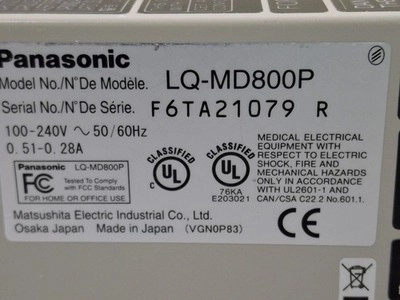 Panasonic
Model No./N°De Modèle. LQ-MD800P
Serial No./N°De Série. F6TA21079 R
100-240V ~ 50/60Hz
0.51-0.28A
Panasonic LQ-MD800P
FC Tested To Comply
with FCC Standards
FOR HOME OR OFFICE USE
CLASSIFIED
UL
C
CLASSIFIED
UL
US
76KA
E203021
MEDICAL ELECTRICAL
EQUIPMENT WITH
RESPECT TO ELECTRIC
SHOCK, FIRE AND
MECHANICAL HAZARDS
ONLY IN ACCORDANCE
WITH UL2601-1 AND
CAN/CSA C22.2 No.601.1.
Matsushita Electric Industrial Co., Ltd.
Osaka Japan Made in Japan (VGN0P83)
CE